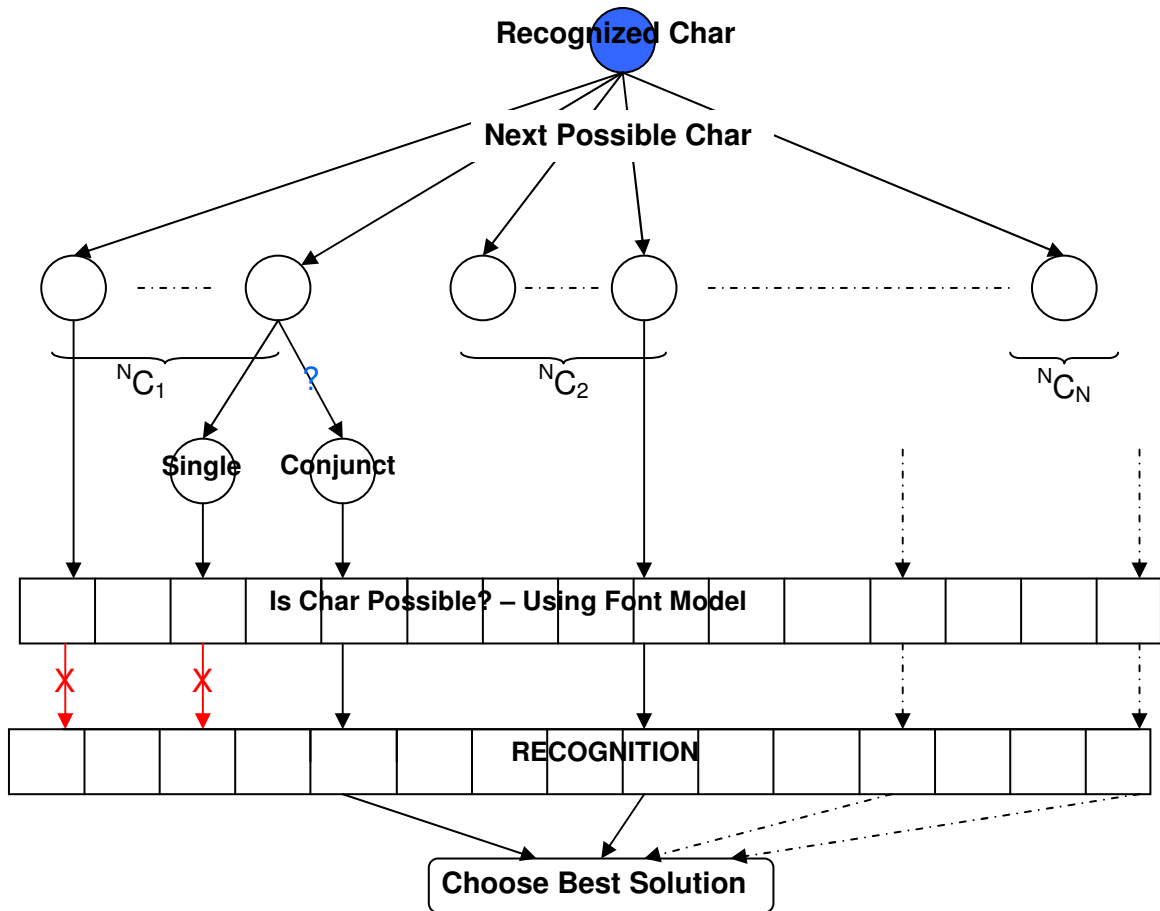 Recognized Char
Next Possible Char
ᴺC₁
ᴺC₂
ᴺC_N
?
Single
Conjunct
Is Char Possible? – Using Font Model
X
X
RECOGNITION
Choose Best Solution